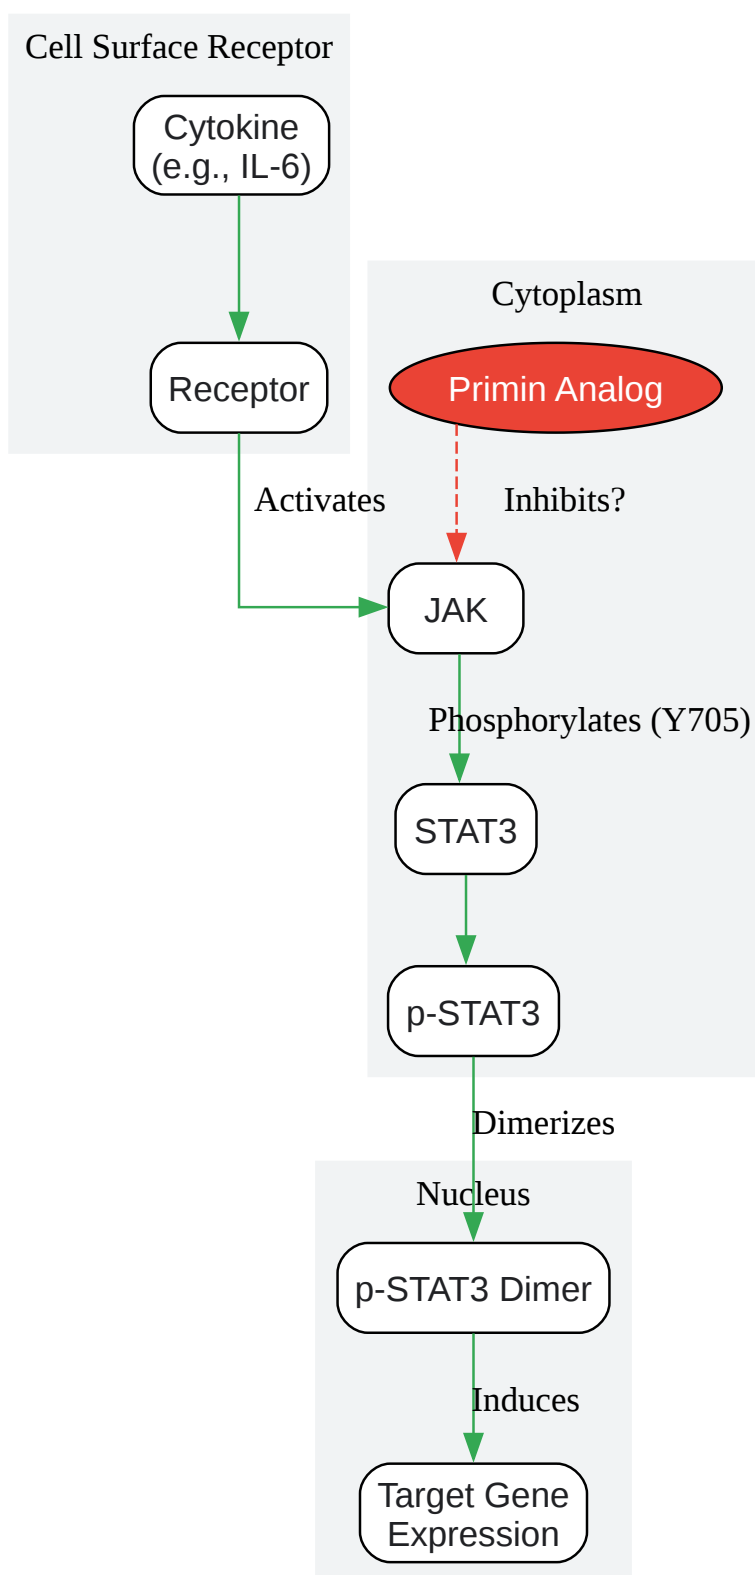 Cell Surface Receptor
Cytokine
(e.g., IL-6)
Cytoplasm
Receptor
Primin Analog
Activates
Inhibits?
JAK
Phosphorylates (Y705)
STAT3
p-STAT3
Dimerizes
Nucleus
p-STAT3 Dimer
Induces
Target Gene
Expression